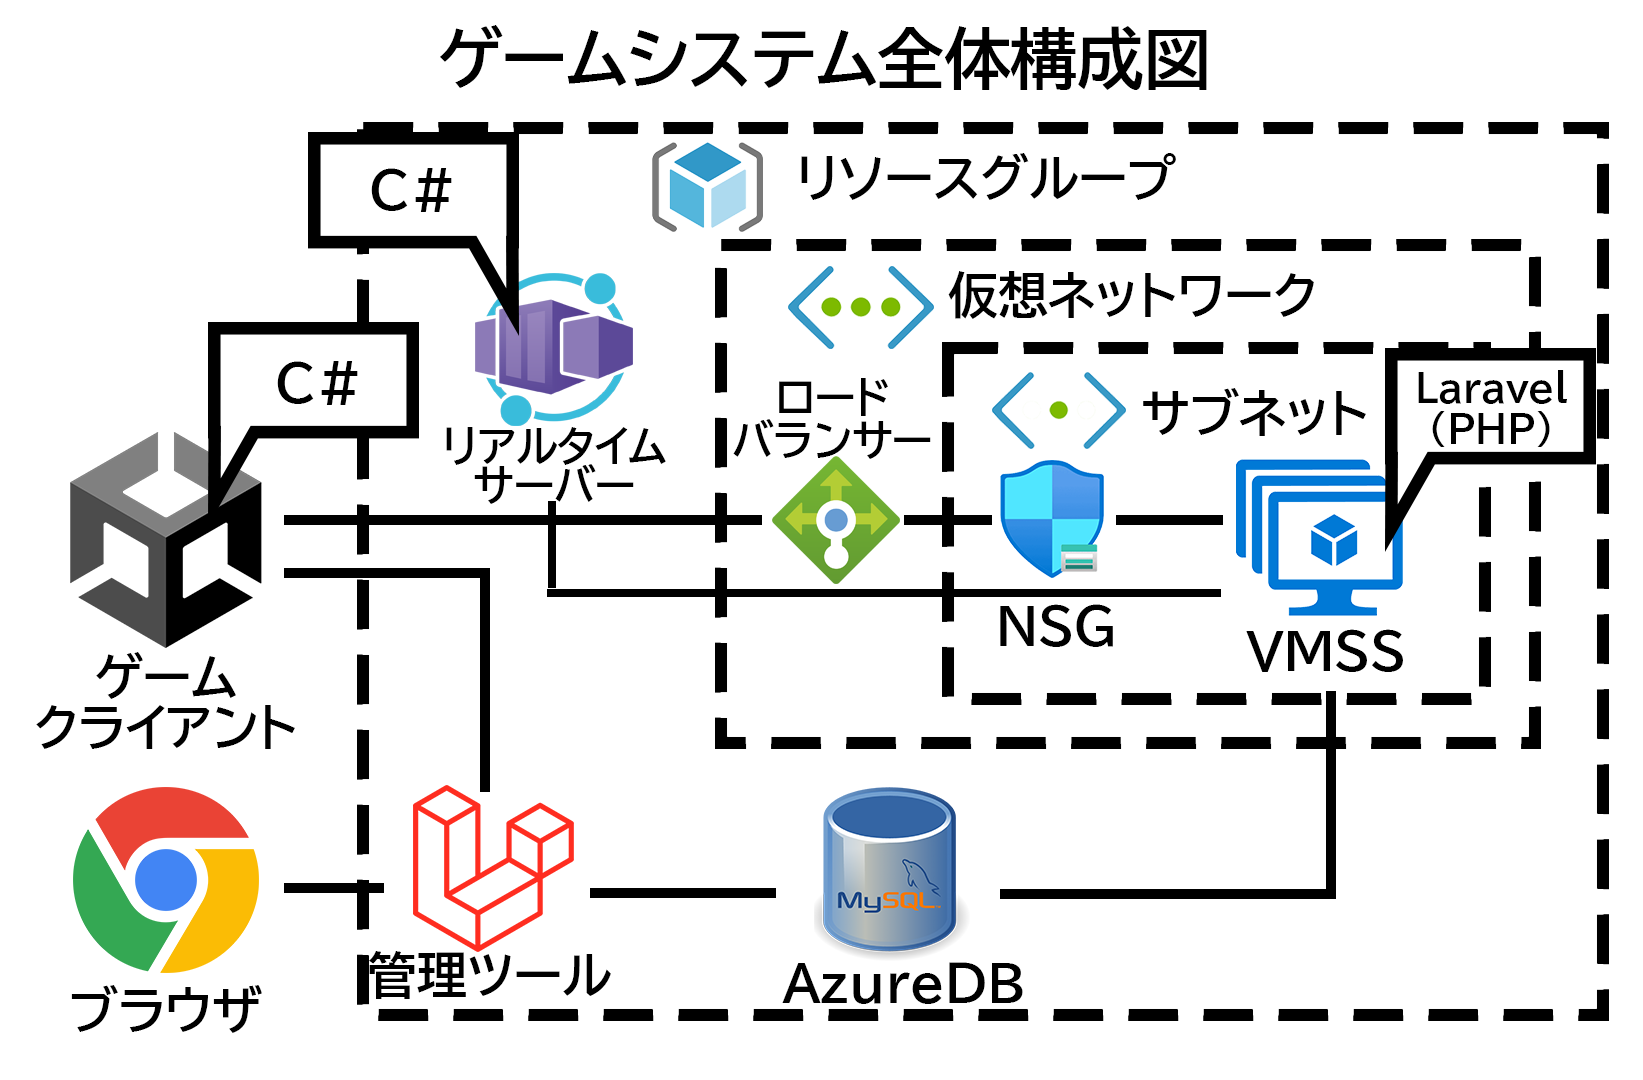 ゲームシステム全体構成図
C#
リソースグループ
C#
仮想ネットワーク
リアルタイム
サーバー
ロード
バランサー
サブネット
Laravel
（PHP）
NSG
VMSS
ゲーム
クライアント
ブラウザ
管理ツール
MySQL
AzureDB